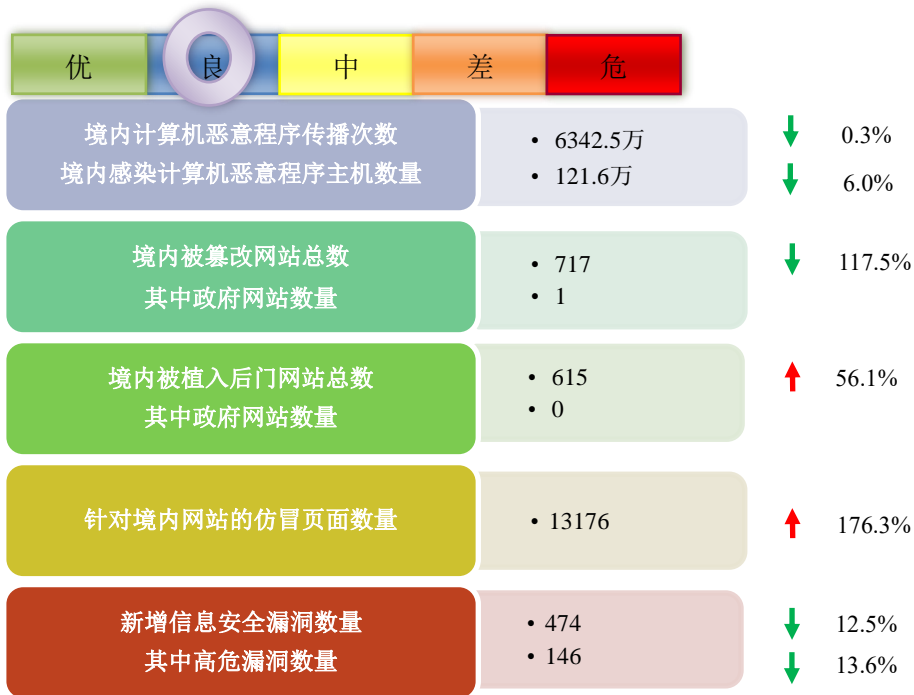 优 良 中 差 危
境内计算机恶意程序传播次数 • 6342.5万 0.3%
境内感染计算机恶意程序主机数量 • 121.6万 6.0%
境内被篡改网站总数 • 717 117.5%
其中政府网站数量 • 1
境内被植入后门网站总数 • 615 56.1%
其中政府网站数量 • 0
针对境内网站的仿冒页面数量 • 13176 176.3%
新增信息安全漏洞数量 • 474 12.5%
其中高危漏洞数量 • 146 13.6%